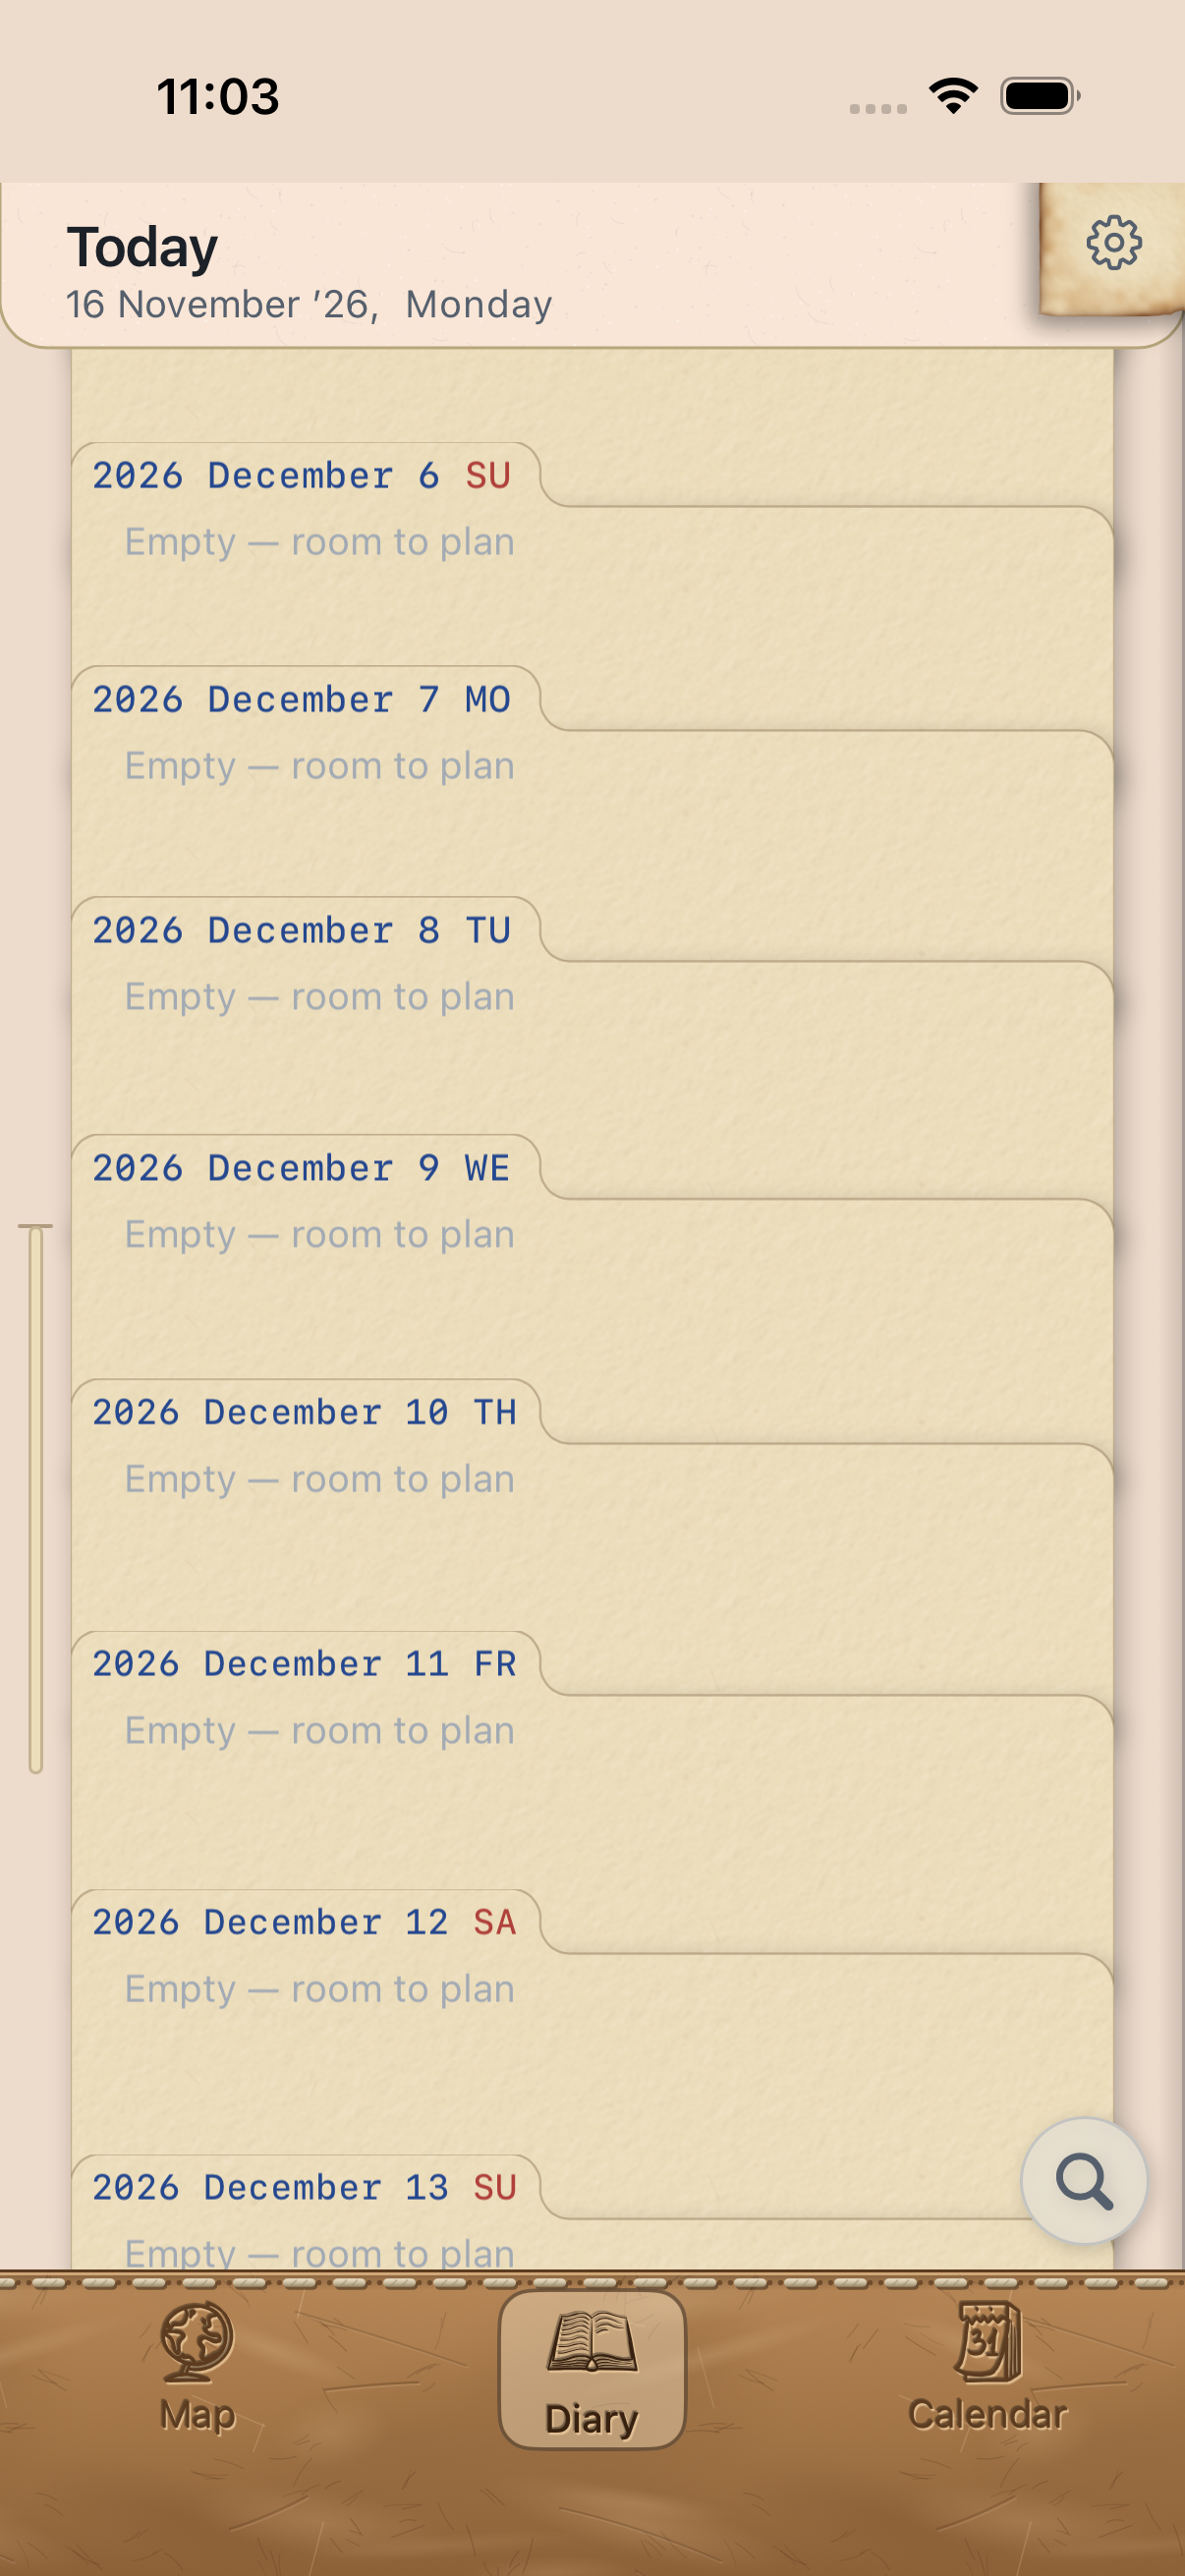 11:03
Today
16 November ’26, Monday
2026 December 6 SU
Empty — room to plan
2026 December 7 MO
Empty — room to plan
2026 December 8 TU
Empty — room to plan
2026 December 9 WE
Empty — room to plan
2026 December 10 TH
Empty — room to plan
2026 December 11 FR
Empty — room to plan
2026 December 12 SA
Empty — room to plan
2026 December 13 SU
Empty — room to plan
31
Map
Diary
Calendar